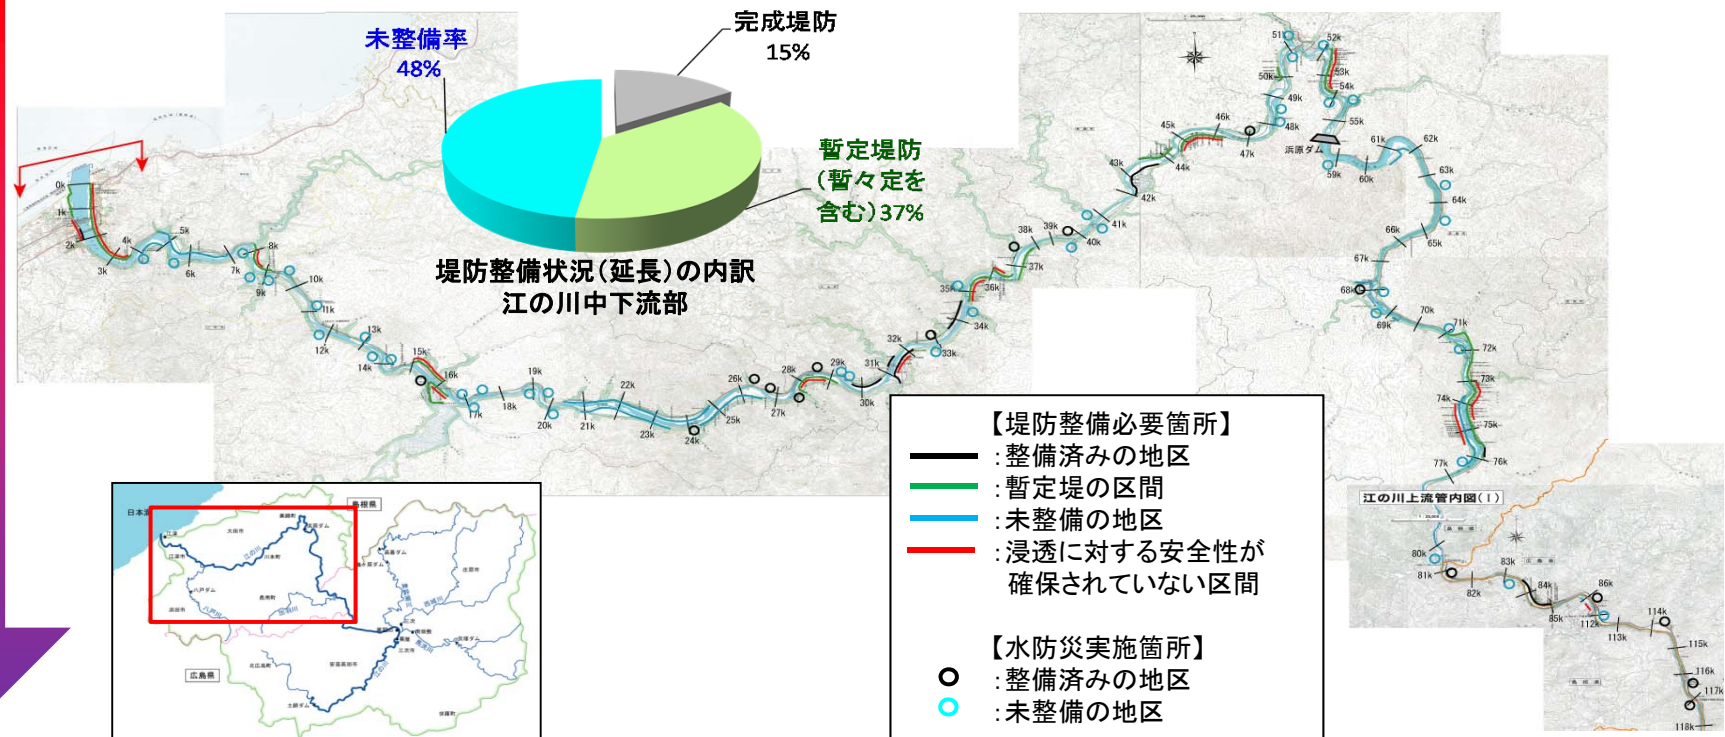 未整備率
48%
完成堤防
15%
暫定堤防
(暫々定を
含む)37%
堤防整備状況(延長)の内訳
江の川中下流部
0k
1k
2k
3k
4k
5k
6k
7k
8k
9k
10k
11k
12k
13k
14k
15k
16k
17k
18k
19k
20k
21k
22k
23k
24k
25k
26k
27k
28k
29k
30k
31k
32k
33k
34k
35k
36k
37k
38k
39k
40k
41k
42k
43k
44k
45k
46k
47k
48k
49k
50k
51k
52k
53k
54k
55k
浜原ダム
59k
60k
61k
62k
63k
64k
65k
66k
67k
68k
69k
70k
71k
72k
73k
74k
75k
76k
77k
江の川上流管内図(Ⅰ)
80k
81k
82k
83k
84k
85k
86k
112k
113k
114k
115k
116k
117k
118k
【堤防整備必要箇所】
:整備済みの地区
:暫定堤の区間
:未整備の地区
:浸透に対する安全性が
確保されていない区間
【水防災実施箇所】
:整備済みの地区
:未整備の地区
島根県
広島県
江の川
八戸ダム
土師ダム